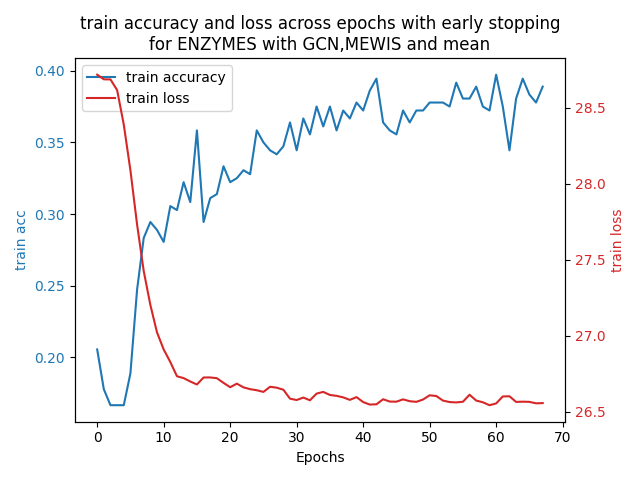 train accuracy and loss across epochs with early stopping
for ENZYMES with GCN,MEWIS and mean
train accuracy
train loss
0.40
0.35
0.30
0.25
0.20
train acc
28.5
28.0
27.5
27.0
26.5
train loss
0 10 20 30 40 50 60 70
Epochs